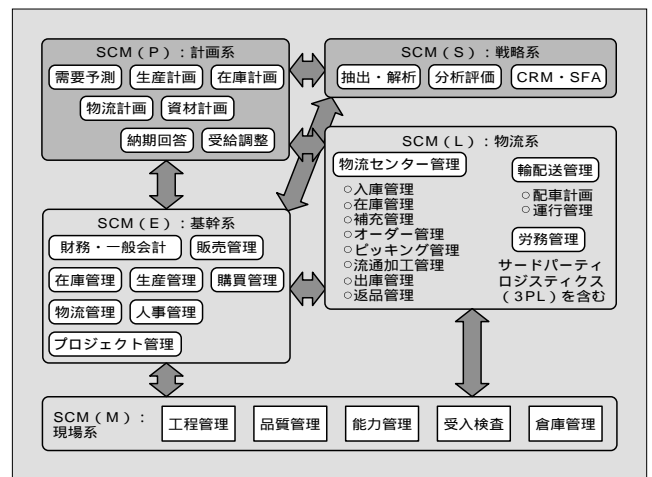 SCM(P):計画系
需要予測 生産計画 在庫計画
物流計画 資材計画
納期回答 受給調整
SCM(S):戦略系
抽出・解析 分析評価 CRM・SFA
SCM(L):物流系
物流センター管理
○入庫管理
○在庫管理
○補充管理
○オーダー管理
○ピッキング管理
○流通加工管理
○出庫管理
○返品管理
輸配送管理
○配車計画
○運行管理
労務管理
サードパーティ
ロジスティクス
(3PL)を含む
SCM(E):基幹系
財務・一般会計 販売管理
在庫管理 生産管理 購買管理
物流管理 人事管理
プロジェクト管理
SCM(M):
現場系
工程管理 品質管理 能力管理 受入検査 倉庫管理